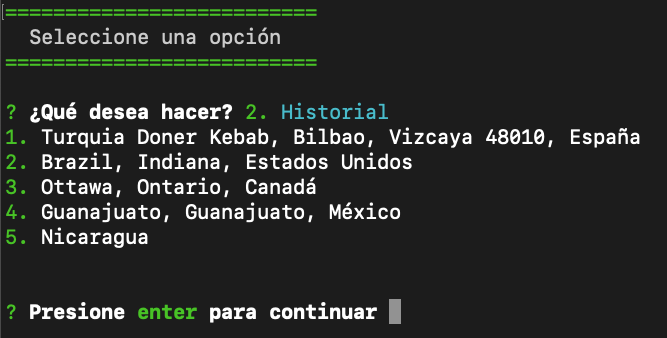 ==========================
Seleccione una opción
==========================
? ¿Qué desea hacer? 2. Historial
1. Turquia Doner Kebab, Bilbao, Vizcaya 48010, España
2. Brazil, Indiana, Estados Unidos
3. Ottawa, Ontario, Canadá
4. Guanajuato, Guanajuato, México
5. Nicaragua
? Presione enter para continuar